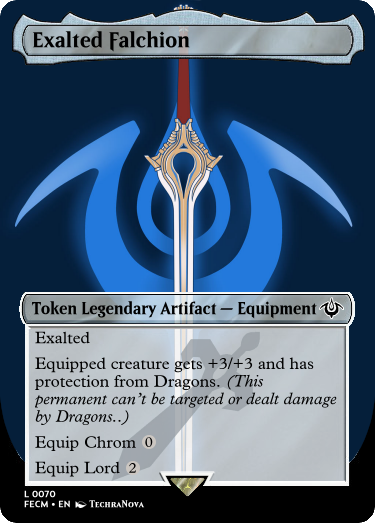 Exalted Falchion
Token Legendary Artifact — Equipment
Exalted
Equipped creature gets +3/+3 and has
protection from Dragons. (This
permanent can't be targeted or dealt damage
by Dragons..)
Equip Chrom 0
Equip Lord 2
L 0070
FECM • EN TechraNova